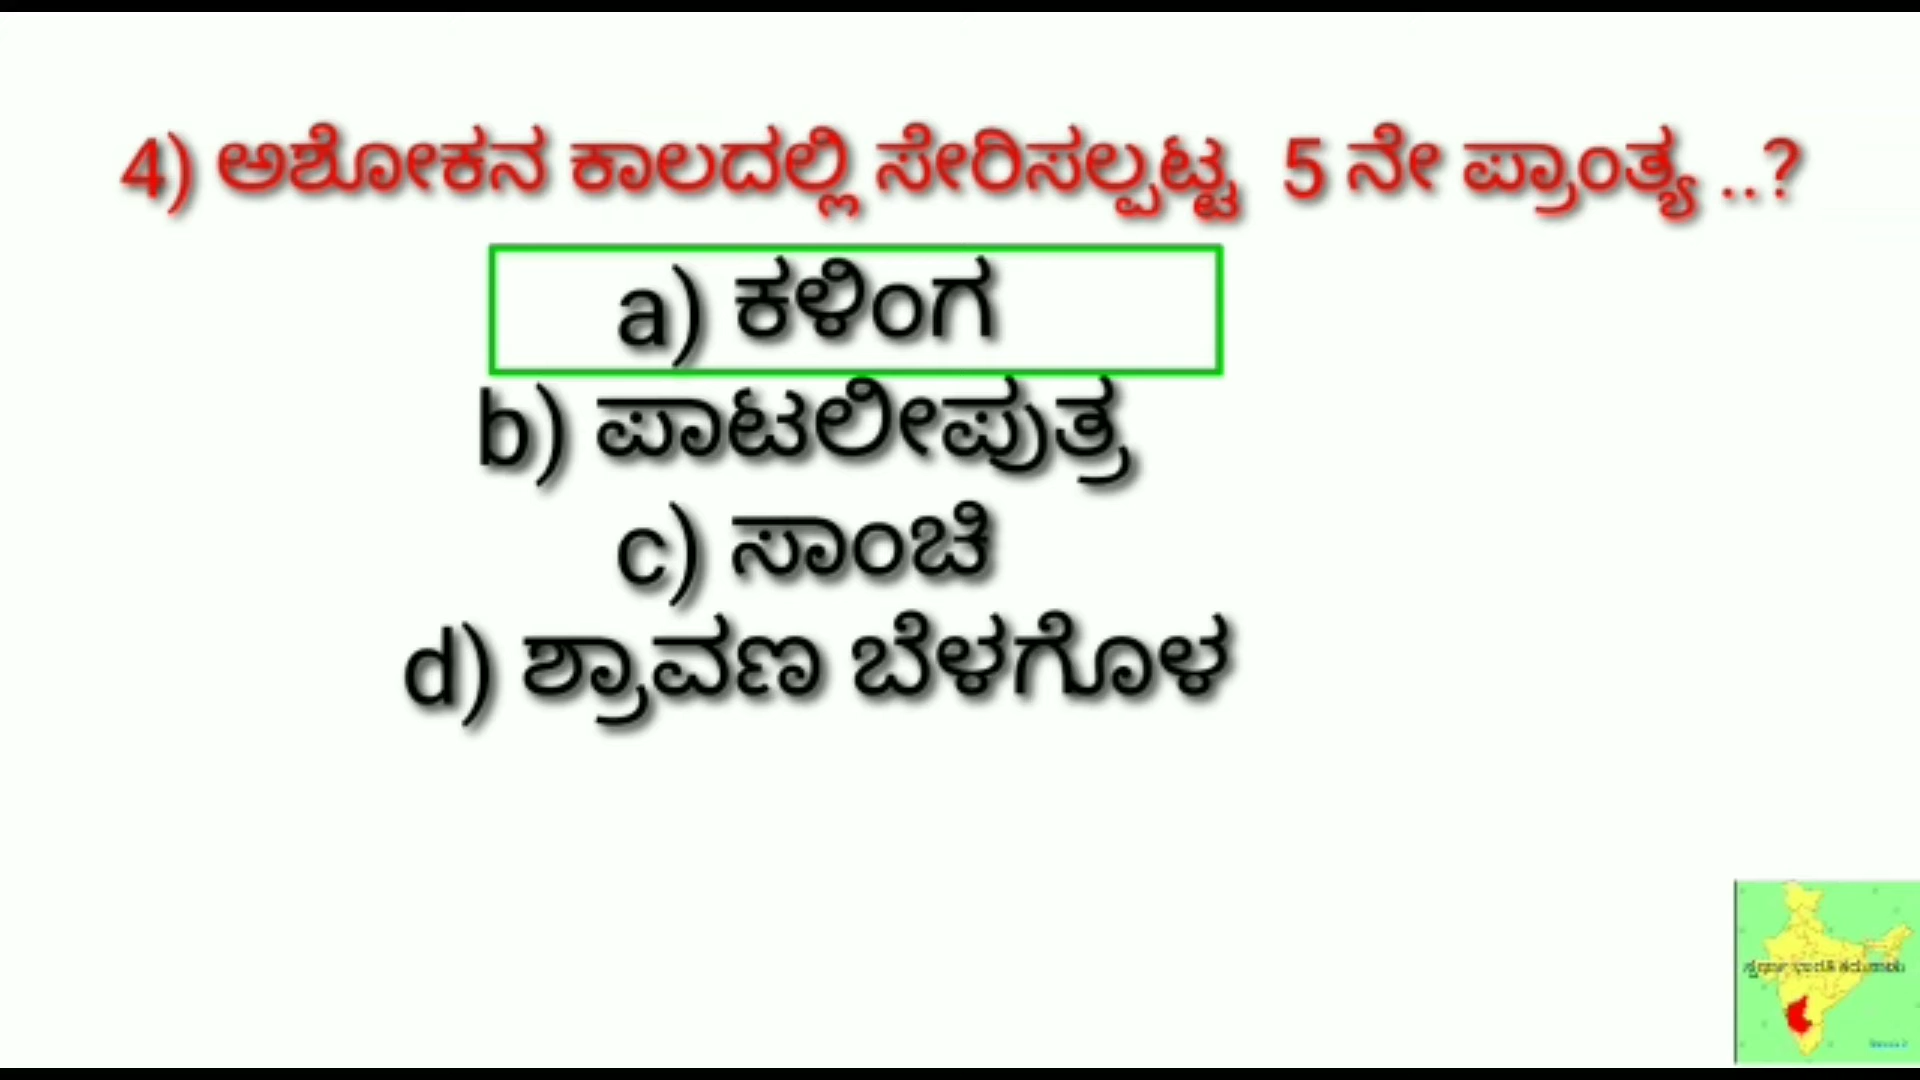 4) ಅಶೋಕನ ಕಾಲದಲ್ಲಿ ಸೇರಿಸಲ್ಪಟ್ಟ 5 ನೇ ಪ್ರಾಂತ್ಯ ..?
a) ಕಳಿಂಗ
b) ಪಾಟಲೀಪುತ್ರ
c) ಸಾಂಚಿ
d) ಶ್ರಾವಣ ಬೆಳಗೊಳ